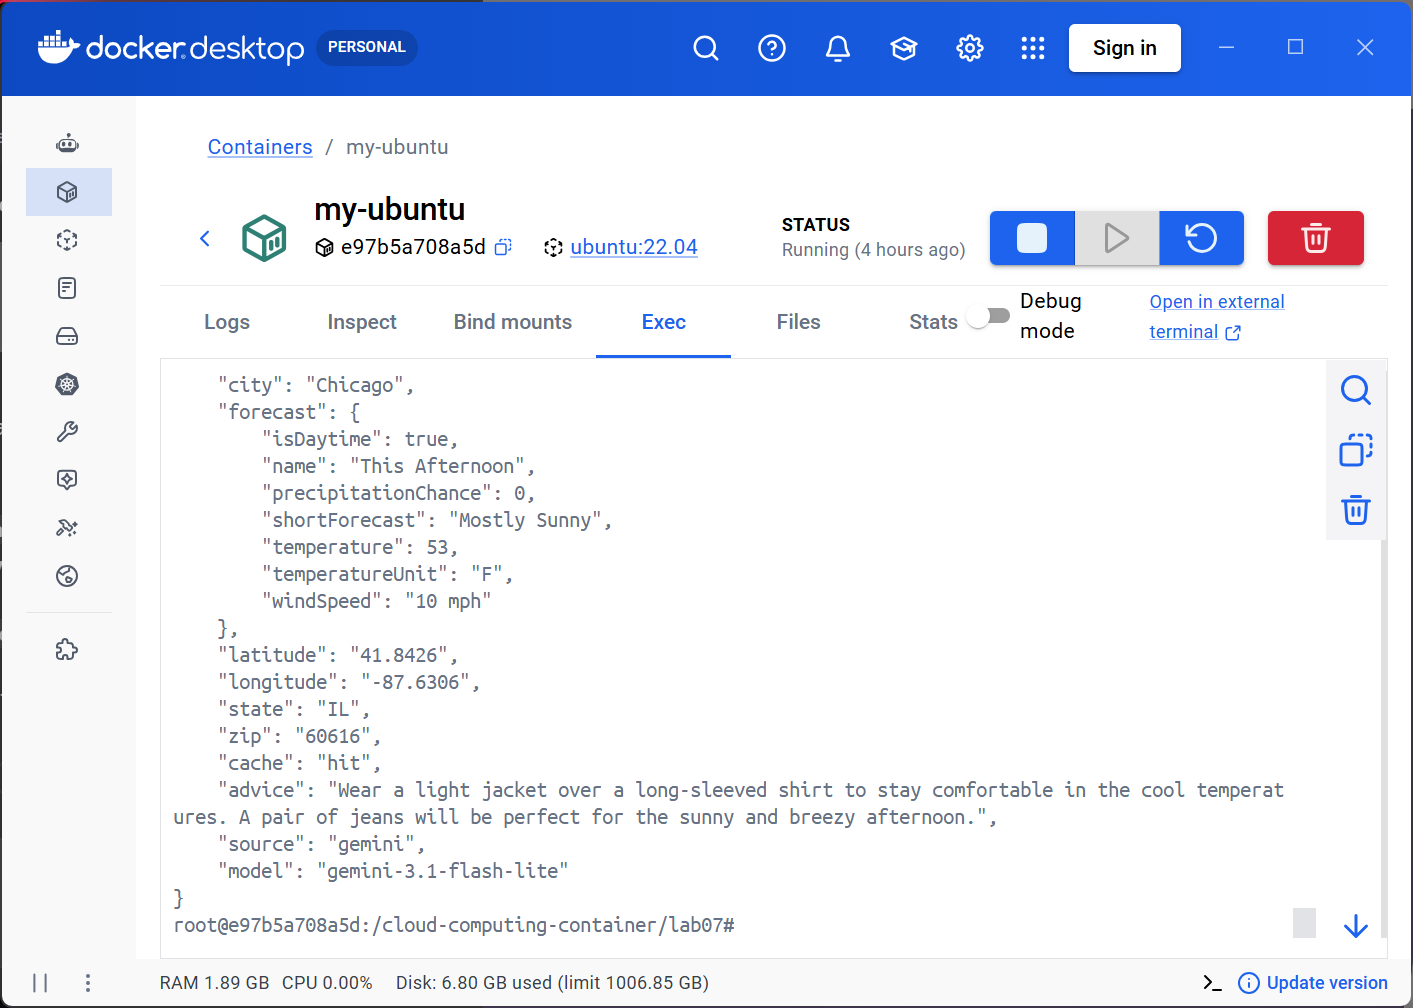 docker desktop PERSONAL Sign in
Containers / my-ubuntu
my-ubuntu
e97b5a708a5d ubuntu:22.04
STATUS
Running (4 hours ago)
Logs Inspect Bind mounts Exec Files Stats Debug mode Open in external terminal
"city": "Chicago",
"forecast": {
"isDaytime": true,
"name": "This Afternoon",
"precipitationChance": 0,
"shortForecast": "Mostly Sunny",
"temperature": 53,
"temperatureUnit": "F",
"windSpeed": "10 mph"
},
"latitude": "41.8426",
"longitude": "-87.6306",
"state": "IL",
"zip": "60616",
"cache": "hit",
"advice": "Wear a light jacket over a long-sleeved shirt to stay comfortable in the cool temperat
ures. A pair of jeans will be perfect for the sunny and breezy afternoon.",
"source": "gemini",
"model": "gemini-3.1-flash-lite"
}
root@e97b5a708a5d:/cloud-computing-container/lab07#
RAM 1.89 GB CPU 0.00% Disk: 6.80 GB used (limit 1006.85 GB) Update version